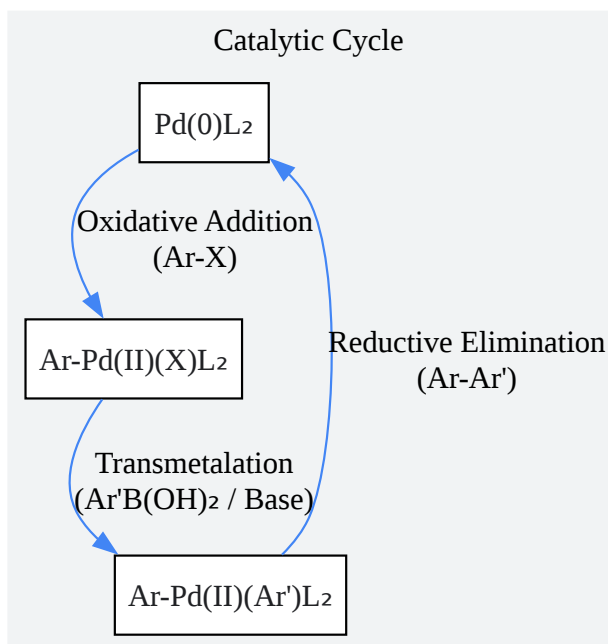 Catalytic Cycle
Pd(0)L₂
Oxidative Addition
(Ar-X)
Ar-Pd(II)(X)L₂
Reductive Elimination
(Ar-Ar')
Transmetalation
(Ar'B(OH)₂ / Base)
Ar-Pd(II)(Ar')L₂